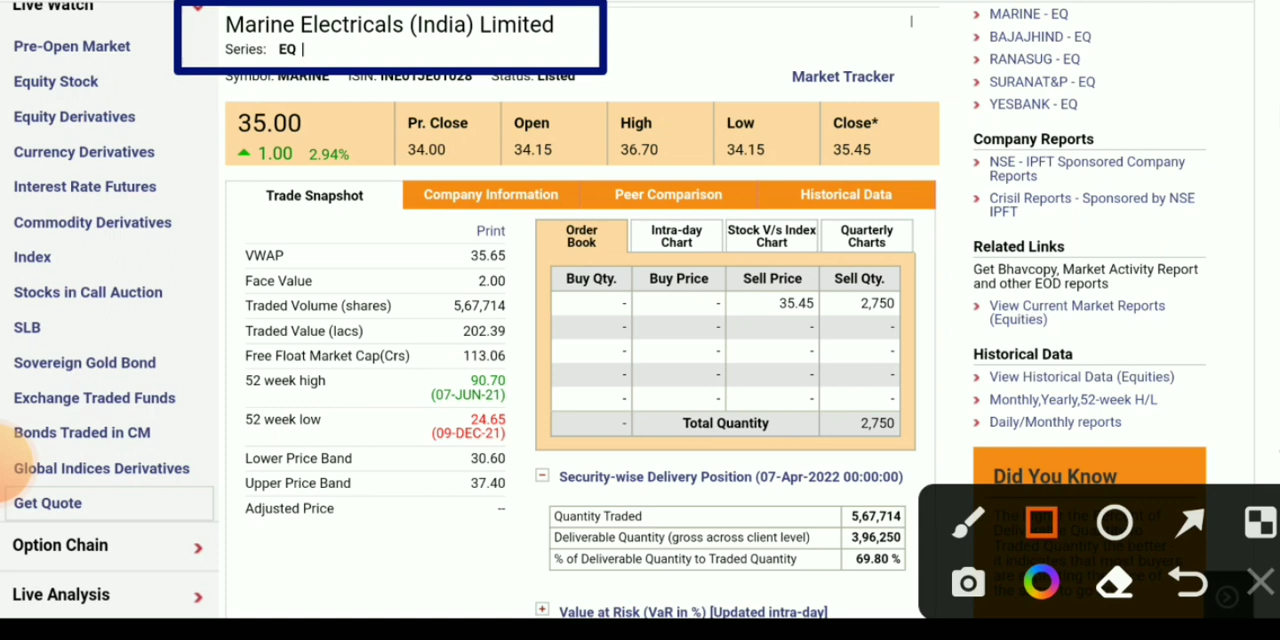 Live Watch
Pre-Open Market
Equity Stock
Equity Derivatives
Currency Derivatives
Interest Rate Futures
Commodity Derivatives
Index
Stocks in Call Auction
SLB
Sovereign Gold Bond
Exchange Traded Funds
Bonds Traded in CM
Global Indices Derivatives
Get Quote
Option Chain
Live Analysis
Marine Electricals (India) Limited
Series: EQ |
Symbol: MARINE ISIN: INE01JE01028 Status: Listed
Market Tracker
35.00
1.00 2.94%
Pr. Close Open High Low Close*
34.00 34.15 36.70 34.15 35.45
Trade Snapshot Company Information Peer Comparison Historical Data
Print
VWAP 35.65
Face Value 2.00
Traded Volume (shares) 5,67,714
Traded Value (lacs) 202.39
Free Float Market Cap(Crs) 113.06
52 week high 90.70
(07-JUN-21)
52 week low 24.65
(09-DEC-21)
Lower Price Band 30.60
Upper Price Band 37.40
Adjusted Price --
Order Book
Intra-day Chart
Stock V/s Index Chart
Quarterly Charts
Buy Qty. Buy Price Sell Price Sell Qty.
- - 35.45 2,750
- - - -
- - - -
- - - -
- - - -
- Total Quantity 2,750
Security-wise Delivery Position (07-Apr-2022 00:00:00)
Quantity Traded 5,67,714
Deliverable Quantity (gross across client level) 3,96,250
% of Deliverable Quantity to Traded Quantity 69.80 %
Value at Risk (VaR in %) [Updated intra-day]
MARINE - EQ
BAJAJHIND - EQ
RANASUG - EQ
SURANAT&P - EQ
YESBANK - EQ
Company Reports
NSE - IPFT Sponsored Company
Reports
Crisil Reports - Sponsored by NSE
IPFT
Related Links
Get Bhavcopy, Market Activity Report
and other EOD reports
View Current Market Reports
(Equities)
Historical Data
View Historical Data (Equities)
Monthly,Yearly,52-week H/L
Daily/Monthly reports
Did You Know